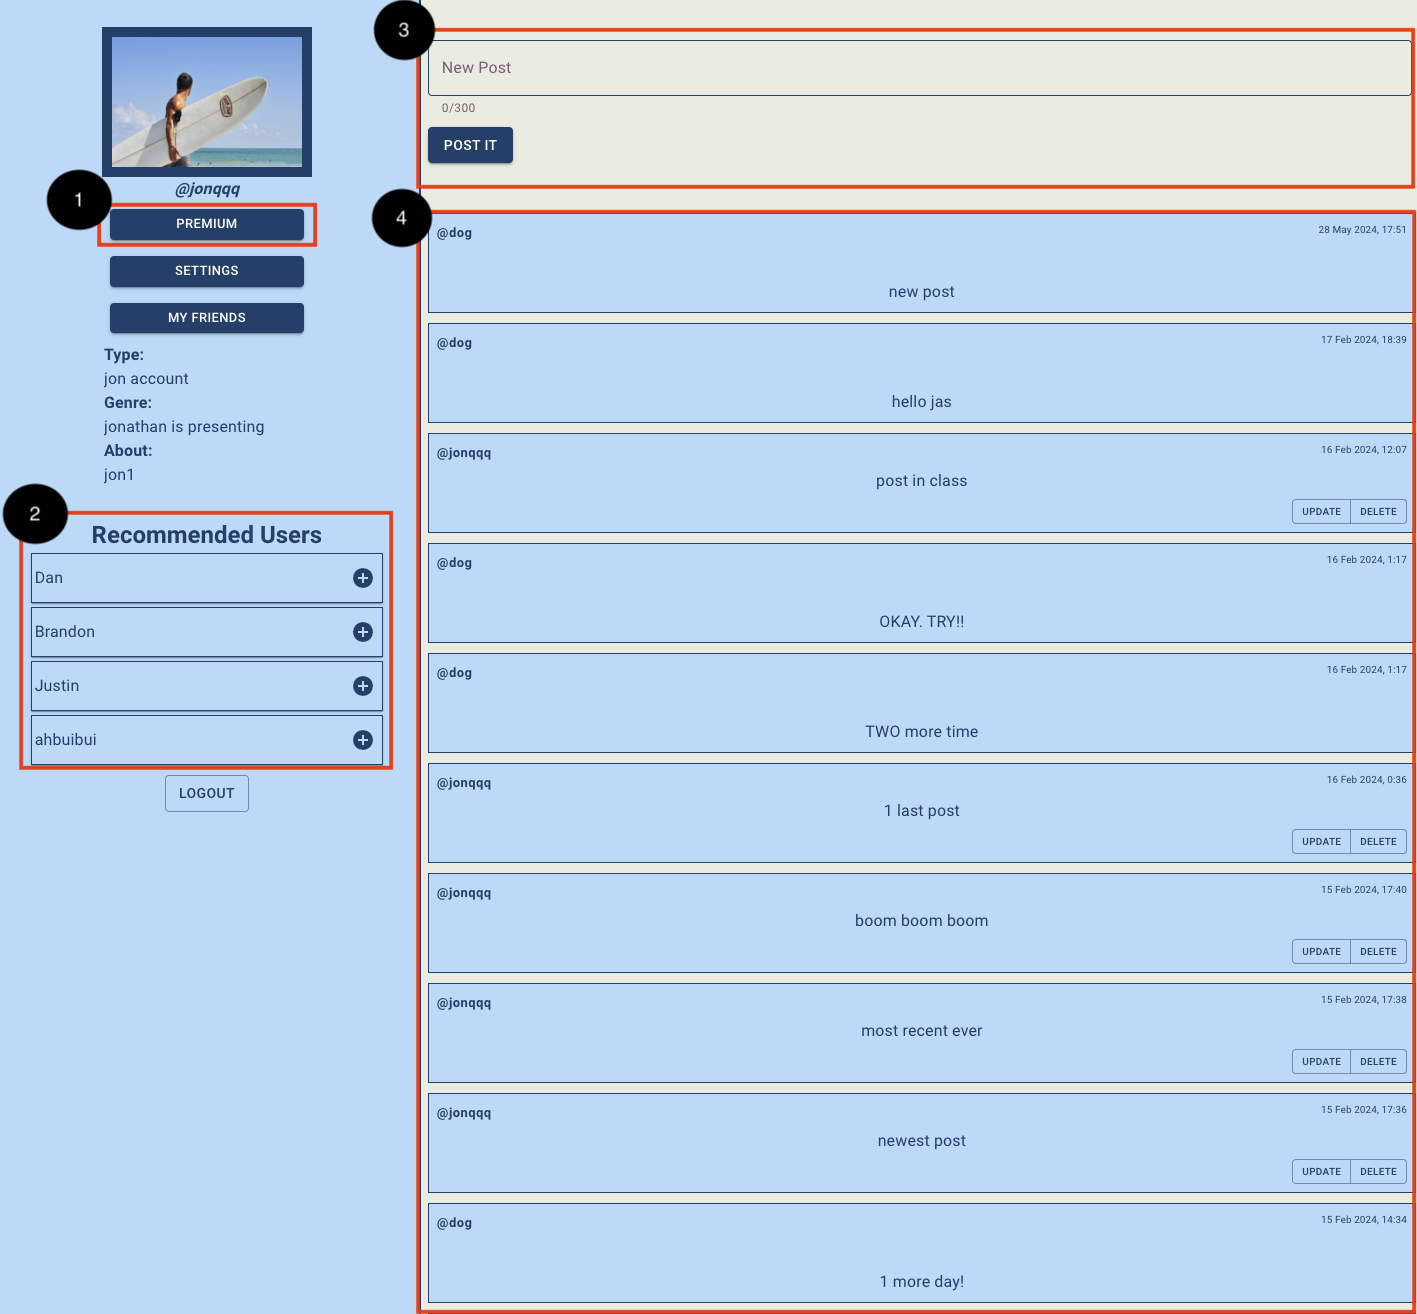 1
@jonqqq
PREMIUM
SETTINGS
MY FRIENDS
Type:
jon account
Genre:
jonathan is presenting
About:
jon1
2
Recommended Users
Dan
Brandon
Justin
ahbuibui
LOGOUT
3
New Post
0/300
POST IT
4
@dog 28 May 2024, 17:51
new post
@dog 17 Feb 2024, 18:39
hello jas
@jonqqq 16 Feb 2024, 12:07
post in class
UPDATE DELETE
@dog 16 Feb 2024, 1:17
OKAY. TRY!!
@dog 16 Feb 2024, 1:17
TWO more time
@jonqqq 16 Feb 2024, 0:36
1 last post
UPDATE DELETE
@jonqqq 15 Feb 2024, 17:40
boom boom boom
UPDATE DELETE
@jonqqq 15 Feb 2024, 17:38
most recent ever
UPDATE DELETE
@jonqqq 15 Feb 2024, 17:36
newest post
UPDATE DELETE
@dog 15 Feb 2024, 14:34
1 more day!